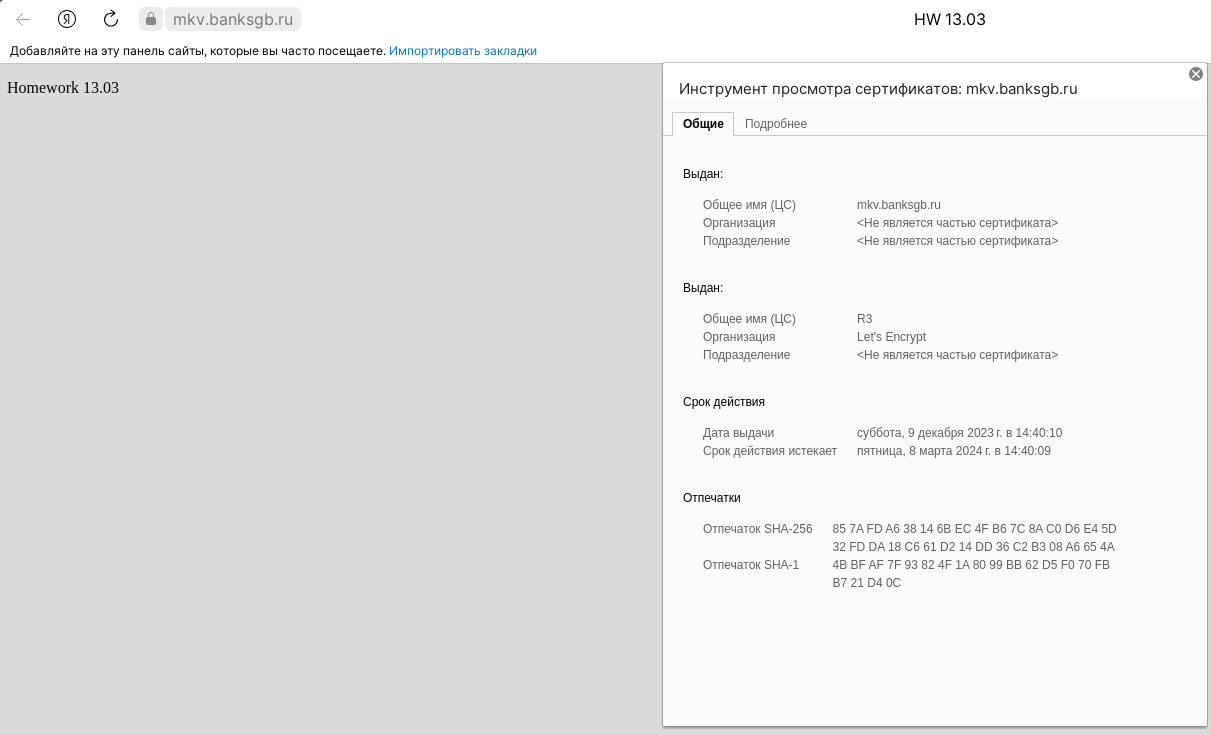 Я mkv.banksgb.ru HW 13.03
Добавляйте на эту панель сайты, которые вы часто посещаете. Импортировать закладки
Homework 13.03
Инструмент просмотра сертификатов: mkv.banksgb.ru
Общие Подробнее
Выдан:
Общее имя (ЦС) mkv.banksgb.ru
Организация <Не является частью сертификата>
Подразделение <Не является частью сертификата>
Выдан:
Общее имя (ЦС) R3
Организация Let's Encrypt
Подразделение <Не является частью сертификата>
Срок действия
Дата выдачи суббота, 9 декабря 2023 г. в 14:40:10
Срок действия истекает пятница, 8 марта 2024 г. в 14:40:09
Отпечатки
Отпечаток SHA-256 85 7A FD A6 38 14 6B EC 4F B6 7C 8A C0 D6 E4 5D
32 FD DA 18 C6 61 D2 14 DD 36 C2 B3 08 A6 65 4A
Отпечаток SHA-1 4B BF AF 7F 93 82 4F 1A 80 99 BB 62 D5 F0 70 FB
B7 21 D4 0C